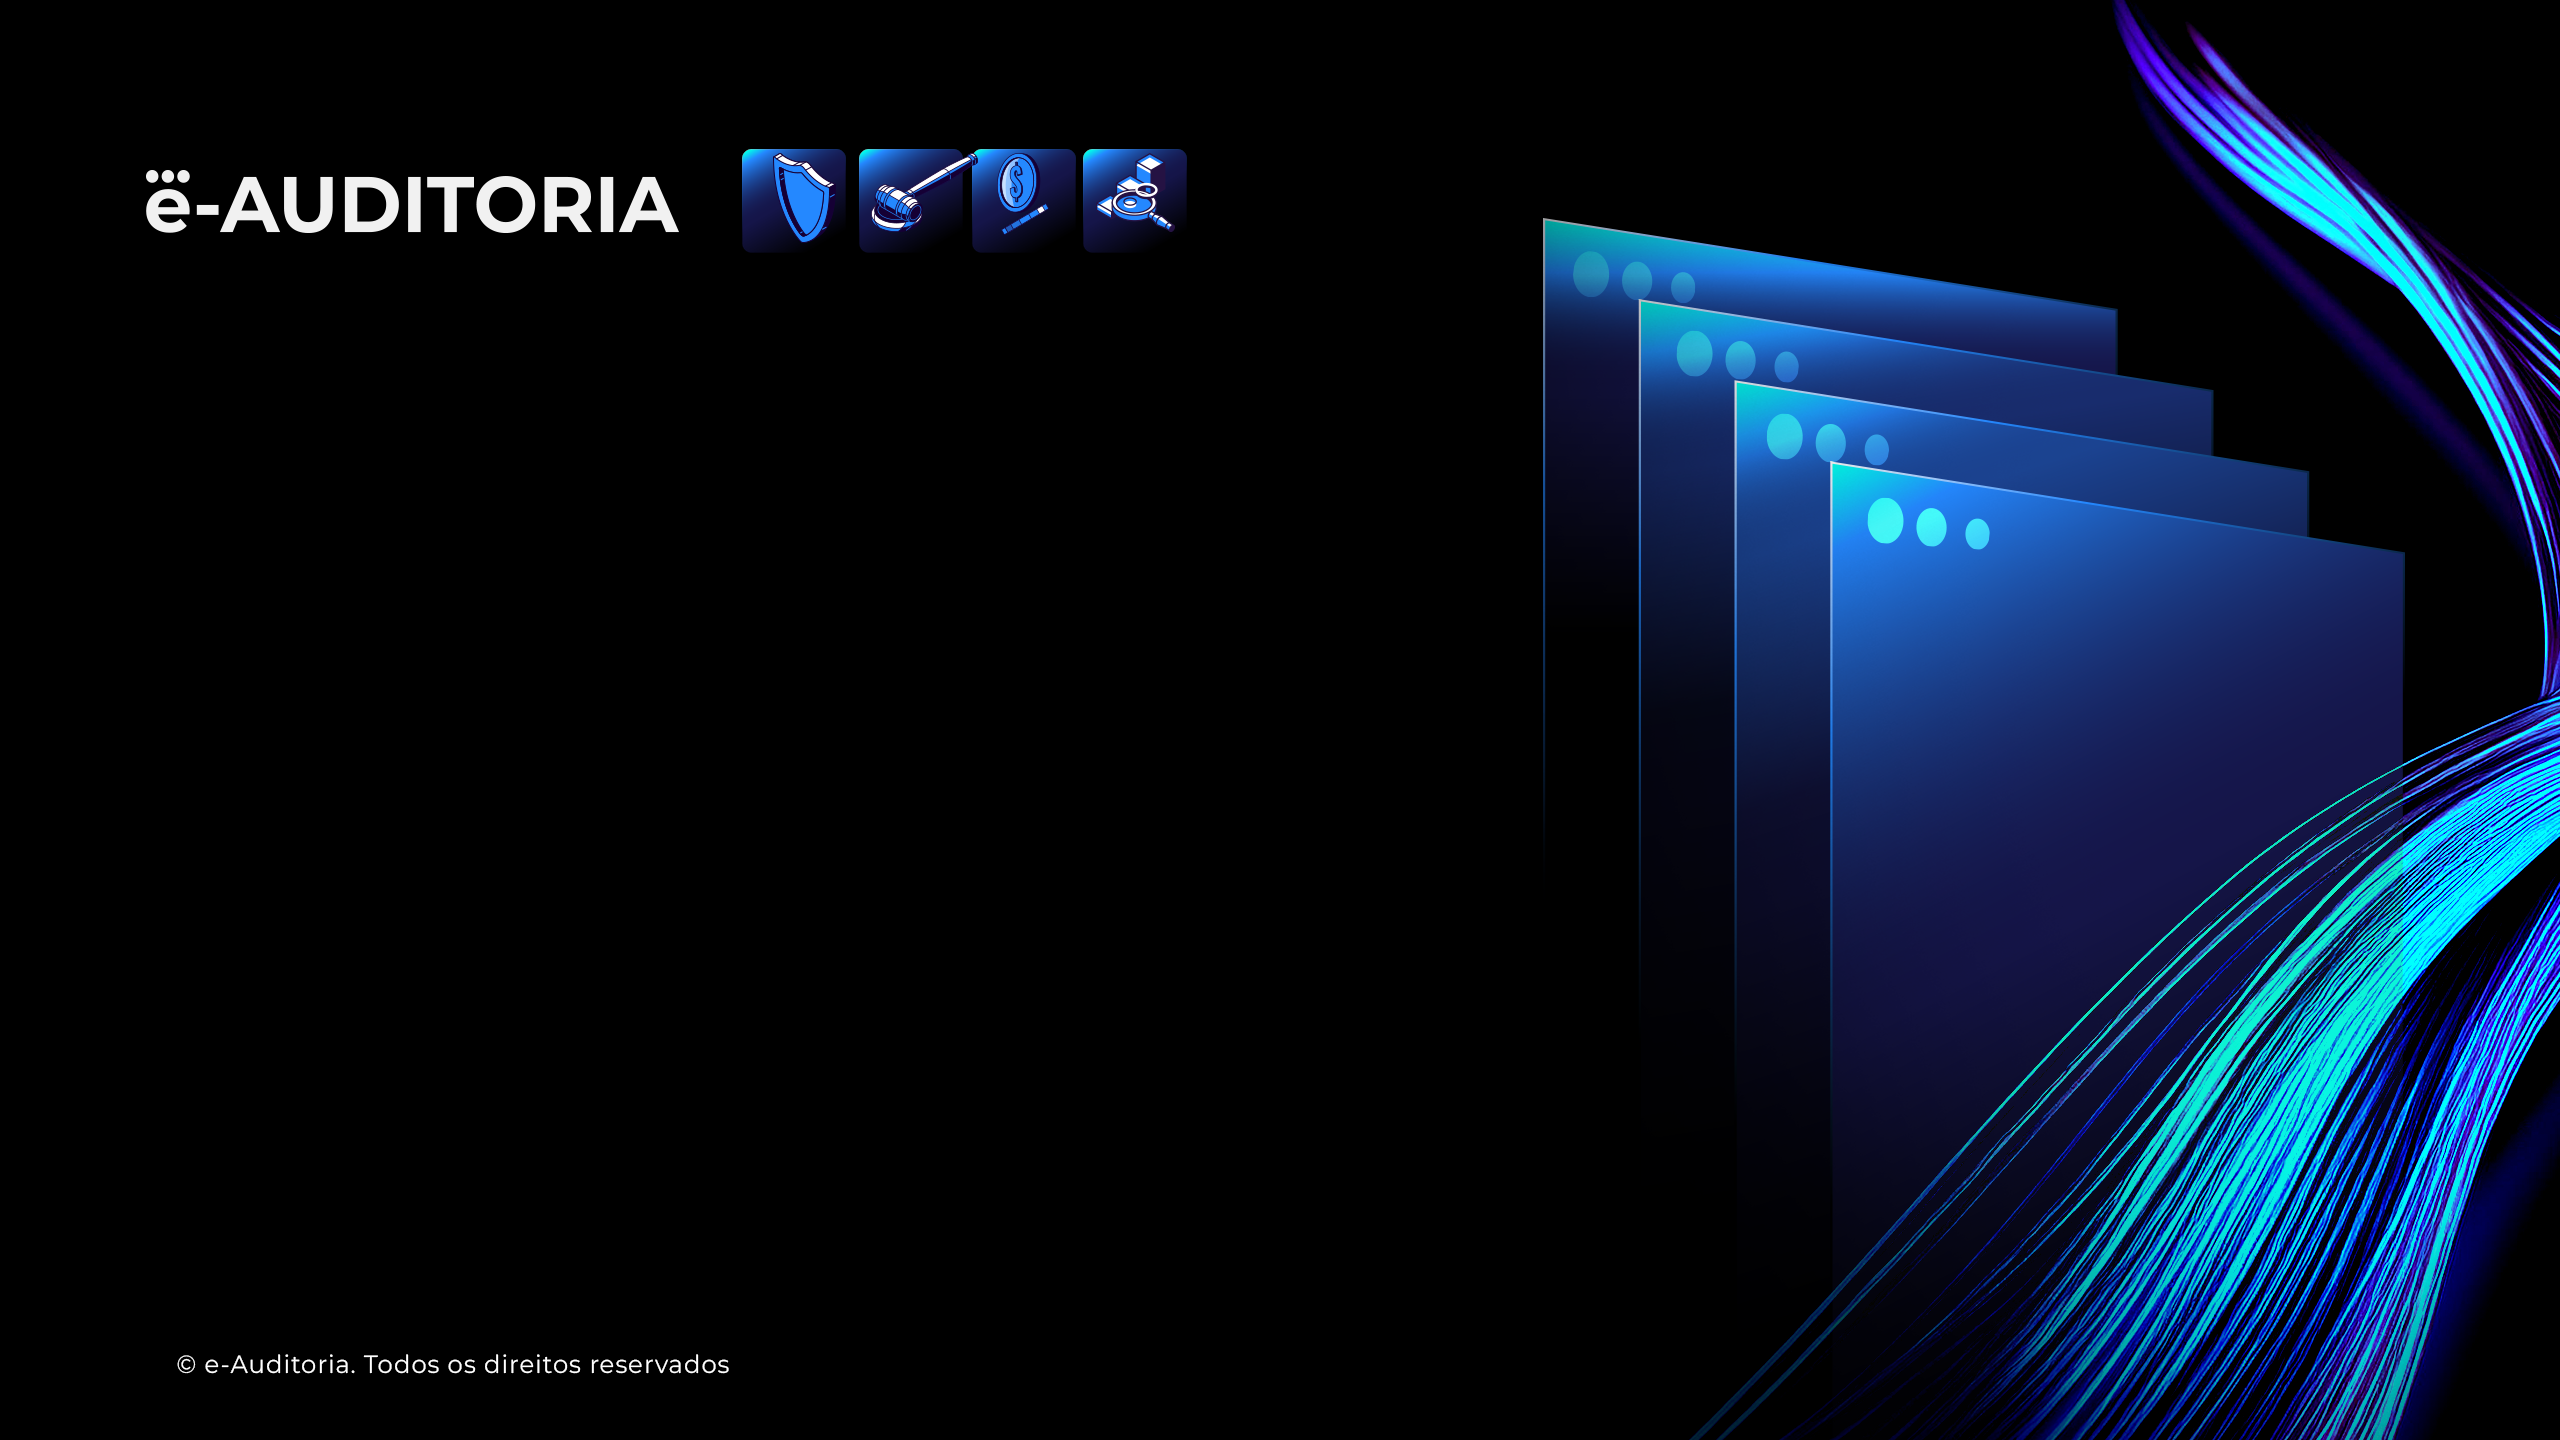 ë-AUDITORIA
$
© e-Auditoria. Todos os direitos reservados